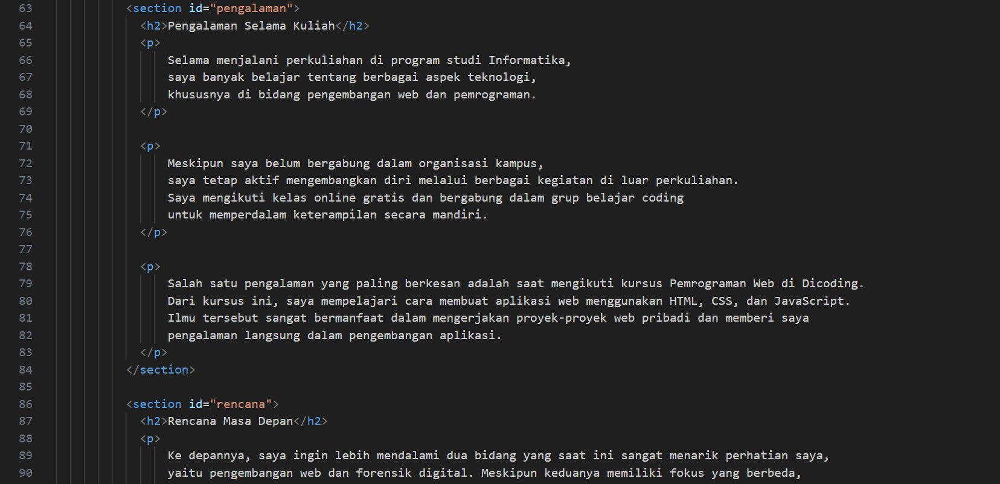 63 <section id="pengalaman">
64 <h2>Pengalaman Selama Kuliah</h2>
65 <p>
66 Selama menjalani perkuliahan di program studi Informatika,
67 saya banyak belajar tentang berbagai aspek teknologi,
68 khususnya di bidang pengembangan web dan pemrograman.
69 </p>
70
71 <p>
72 Meskipun saya belum bergabung dalam organisasi kampus,
73 saya tetap aktif mengembangkan diri melalui berbagai kegiatan di luar perkuliahan.
74 Saya mengikuti kelas online gratis dan bergabung dalam grup belajar coding
75 untuk memperdalam keterampilan secara mandiri.
76 </p>
77
78 <p>
79 Salah satu pengalaman yang paling berkesan adalah saat mengikuti kursus Pemrograman Web di Dicoding.
80 Dari kursus ini, saya mempelajari cara membuat aplikasi web menggunakan HTML, CSS, dan JavaScript.
81 Ilmu tersebut sangat bermanfaat dalam mengerjakan proyek-proyek web pribadi dan memberi saya
82 pengalaman langsung dalam pengembangan aplikasi.
83 </p>
84 </section>
85
86 <section id="rencana">
87 <h2>Rencana Masa Depan</h2>
88 <p>
89 Ke depannya, saya ingin lebih mendalami dua bidang yang saat ini sangat menarik perhatian saya,
90 yaitu pengembangan web dan forensik digital. Meskipun keduanya memiliki fokus yang berbeda,